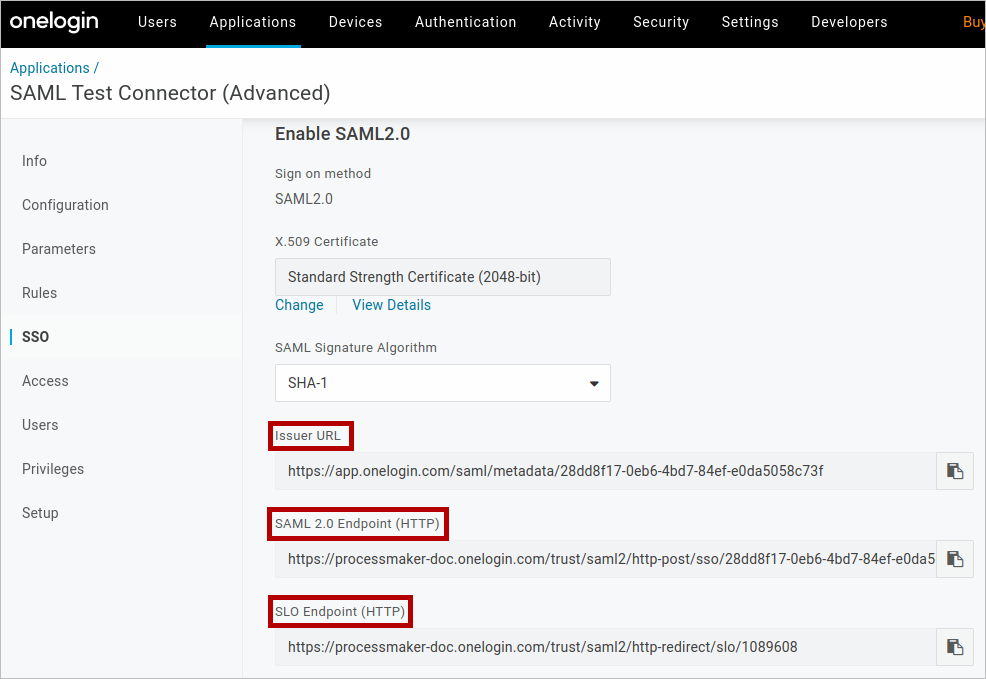 onelogin Users Applications Devices Authentication Activity Security Settings Developers Buy
Applications /
SAML Test Connector (Advanced)
Info
Configuration
Parameters
Rules
SSO
Access
Users
Privileges
Setup
Enable SAML2.0
Sign on method
SAML2.0
X.509 Certificate
Standard Strength Certificate (2048-bit)
Change View Details
SAML Signature Algorithm
SHA-1
Issuer URL
https://app.onelogin.com/saml/metadata/28dd8f17-0eb6-4bd7-84ef-e0da5058c73f
SAML 2.0 Endpoint (HTTP)
https://processmaker-doc.onelogin.com/trust/saml2/http-post/sso/28dd8f17-0eb6-4bd7-84ef-e0da5
SLO Endpoint (HTTP)
https://processmaker-doc.onelogin.com/trust/saml2/http-redirect/slo/1089608